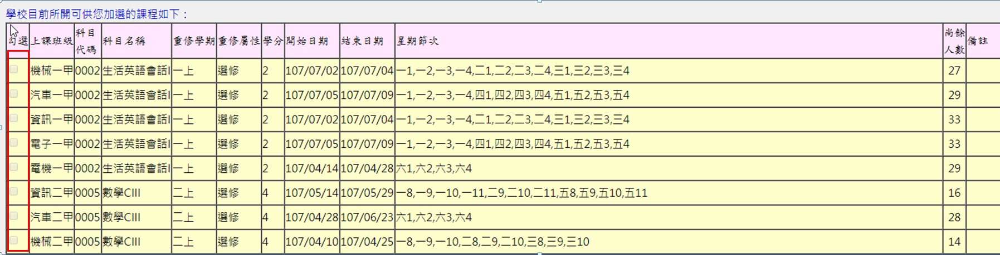 學校目前所開可供您加選的課程如下：
勾選 上課班級 科目代碼 科目名稱 重修學期 重修屬性 學分 開始日期 結束日期 星期節次 尚餘人數 備註
機械一甲 0002 生活英語會話I 一上 選修 2 107/07/02 107/07/04 一1,一2,一3,一4,二1,二2,二3,二4,三1,三2,三3,三4 27
汽車一甲 0002 生活英語會話I 一上 選修 2 107/07/05 107/07/09 一1,一2,一3,一4,四1,四2,四3,四4,五1,五2,五3,五4 29
資訊一甲 0002 生活英語會話I 一上 選修 2 107/07/02 107/07/04 一1,一2,一3,一4,二1,二2,二3,二4,三1,三2,三3,三4 33
電子一甲 0002 生活英語會話I 一上 選修 2 107/07/05 107/07/09 一1,一2,一3,一4,四1,四2,四3,四4,五1,五2,五3,五4 33
電機一甲 0002 生活英語會話I 一上 選修 2 107/04/14 107/04/28 六1,六2,六3,六4 29
資訊二甲 0005 數學CIII 二上 選修 4 107/05/14 107/05/29 一8,一9,一10,一11,二9,二10,二11,五8,五9,五10,五11 16
汽車二甲 0005 數學CIII 二上 選修 4 107/04/28 107/06/23 六1,六2,六3,六4 28
機械二甲 0005 數學CIII 二上 選修 4 107/04/10 107/04/25 一8,一9,一10,二8,二9,二10,三8,三9,三10 14